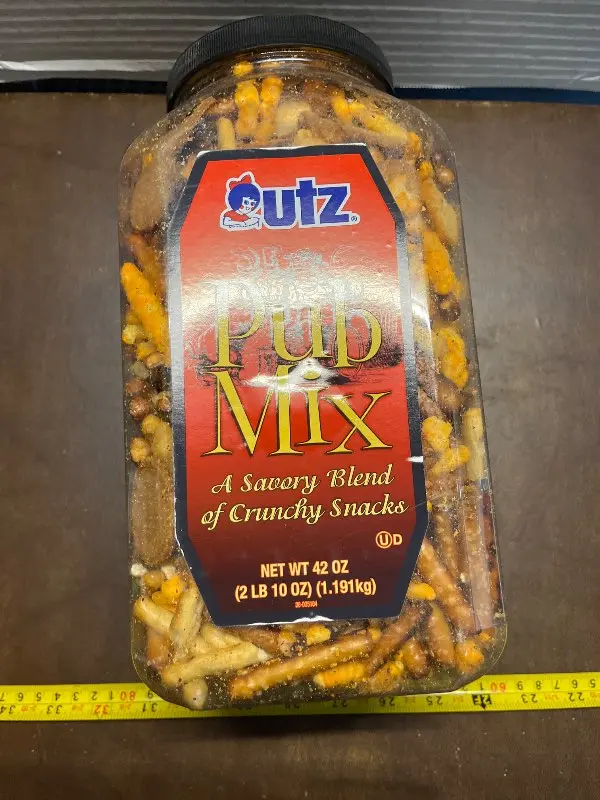 utz®
Pub
Mix
A Savory Blend
of Crunchy Snacks
U D
NET WT 42 OZ
(2 LB 10 OZ) (1.191kg)